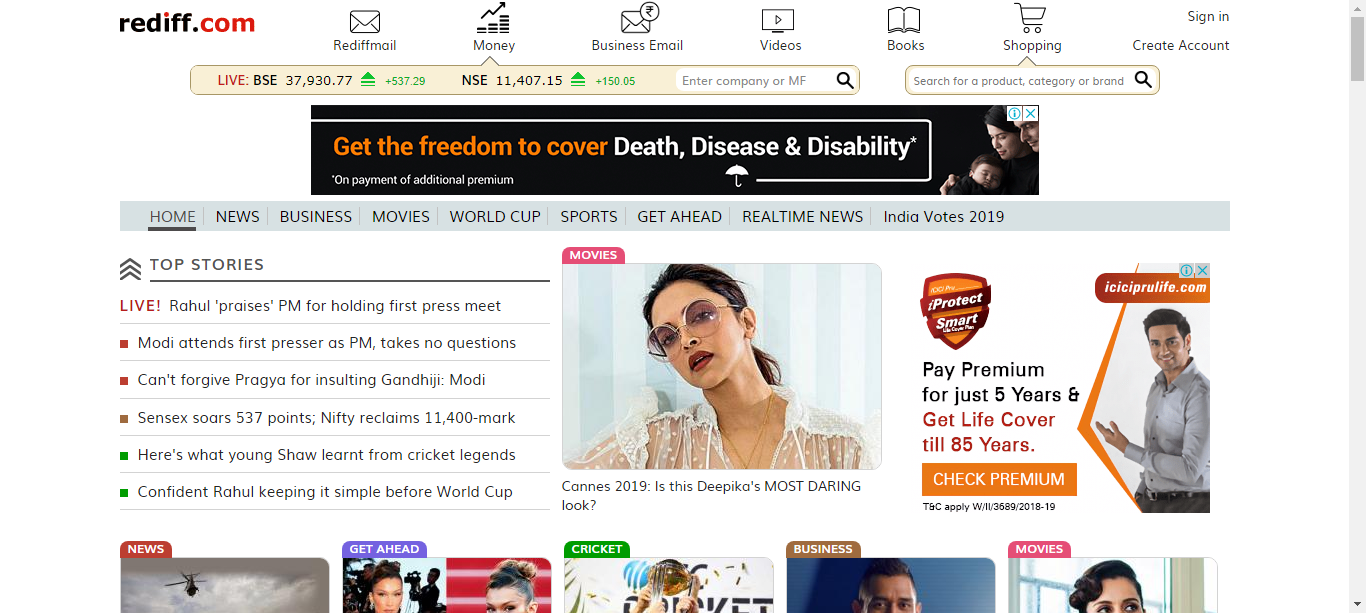 rediff.com
Rediffmail
Money
Business Email
Videos
Books
Shopping
Sign in
Create Account
LIVE: BSE 37,930.77 +537.29 NSE 11,407.15 +150.05
Enter company or MF
Search for a product, category or brand
Get the freedom to cover Death, Disease & Disability*
*On payment of additional premium
HOME NEWS BUSINESS MOVIES WORLD CUP SPORTS GET AHEAD REALTIME NEWS India Votes 2019
TOP STORIES
LIVE! Rahul 'praises' PM for holding first press meet
Modi attends first presser as PM, takes no questions
Can't forgive Pragya for insulting Gandhiji: Modi
Sensex soars 537 points; Nifty reclaims 11,400-mark
Here's what young Shaw learnt from cricket legends
Confident Rahul keeping it simple before World Cup
MOVIES
Cannes 2019: Is this Deepika's MOST DARING
look?
ICICI Pru
iProtect
Smart
Life Cover Plan
iciciprulife.com
Pay Premium
for just 5 Years &
Get Life Cover
till 85 Years.
CHECK PREMIUM
T&C apply W/II/3689/2018-19
NEWS
GET AHEAD
CRICKET
BUSINESS
MOVIES
CRICKET